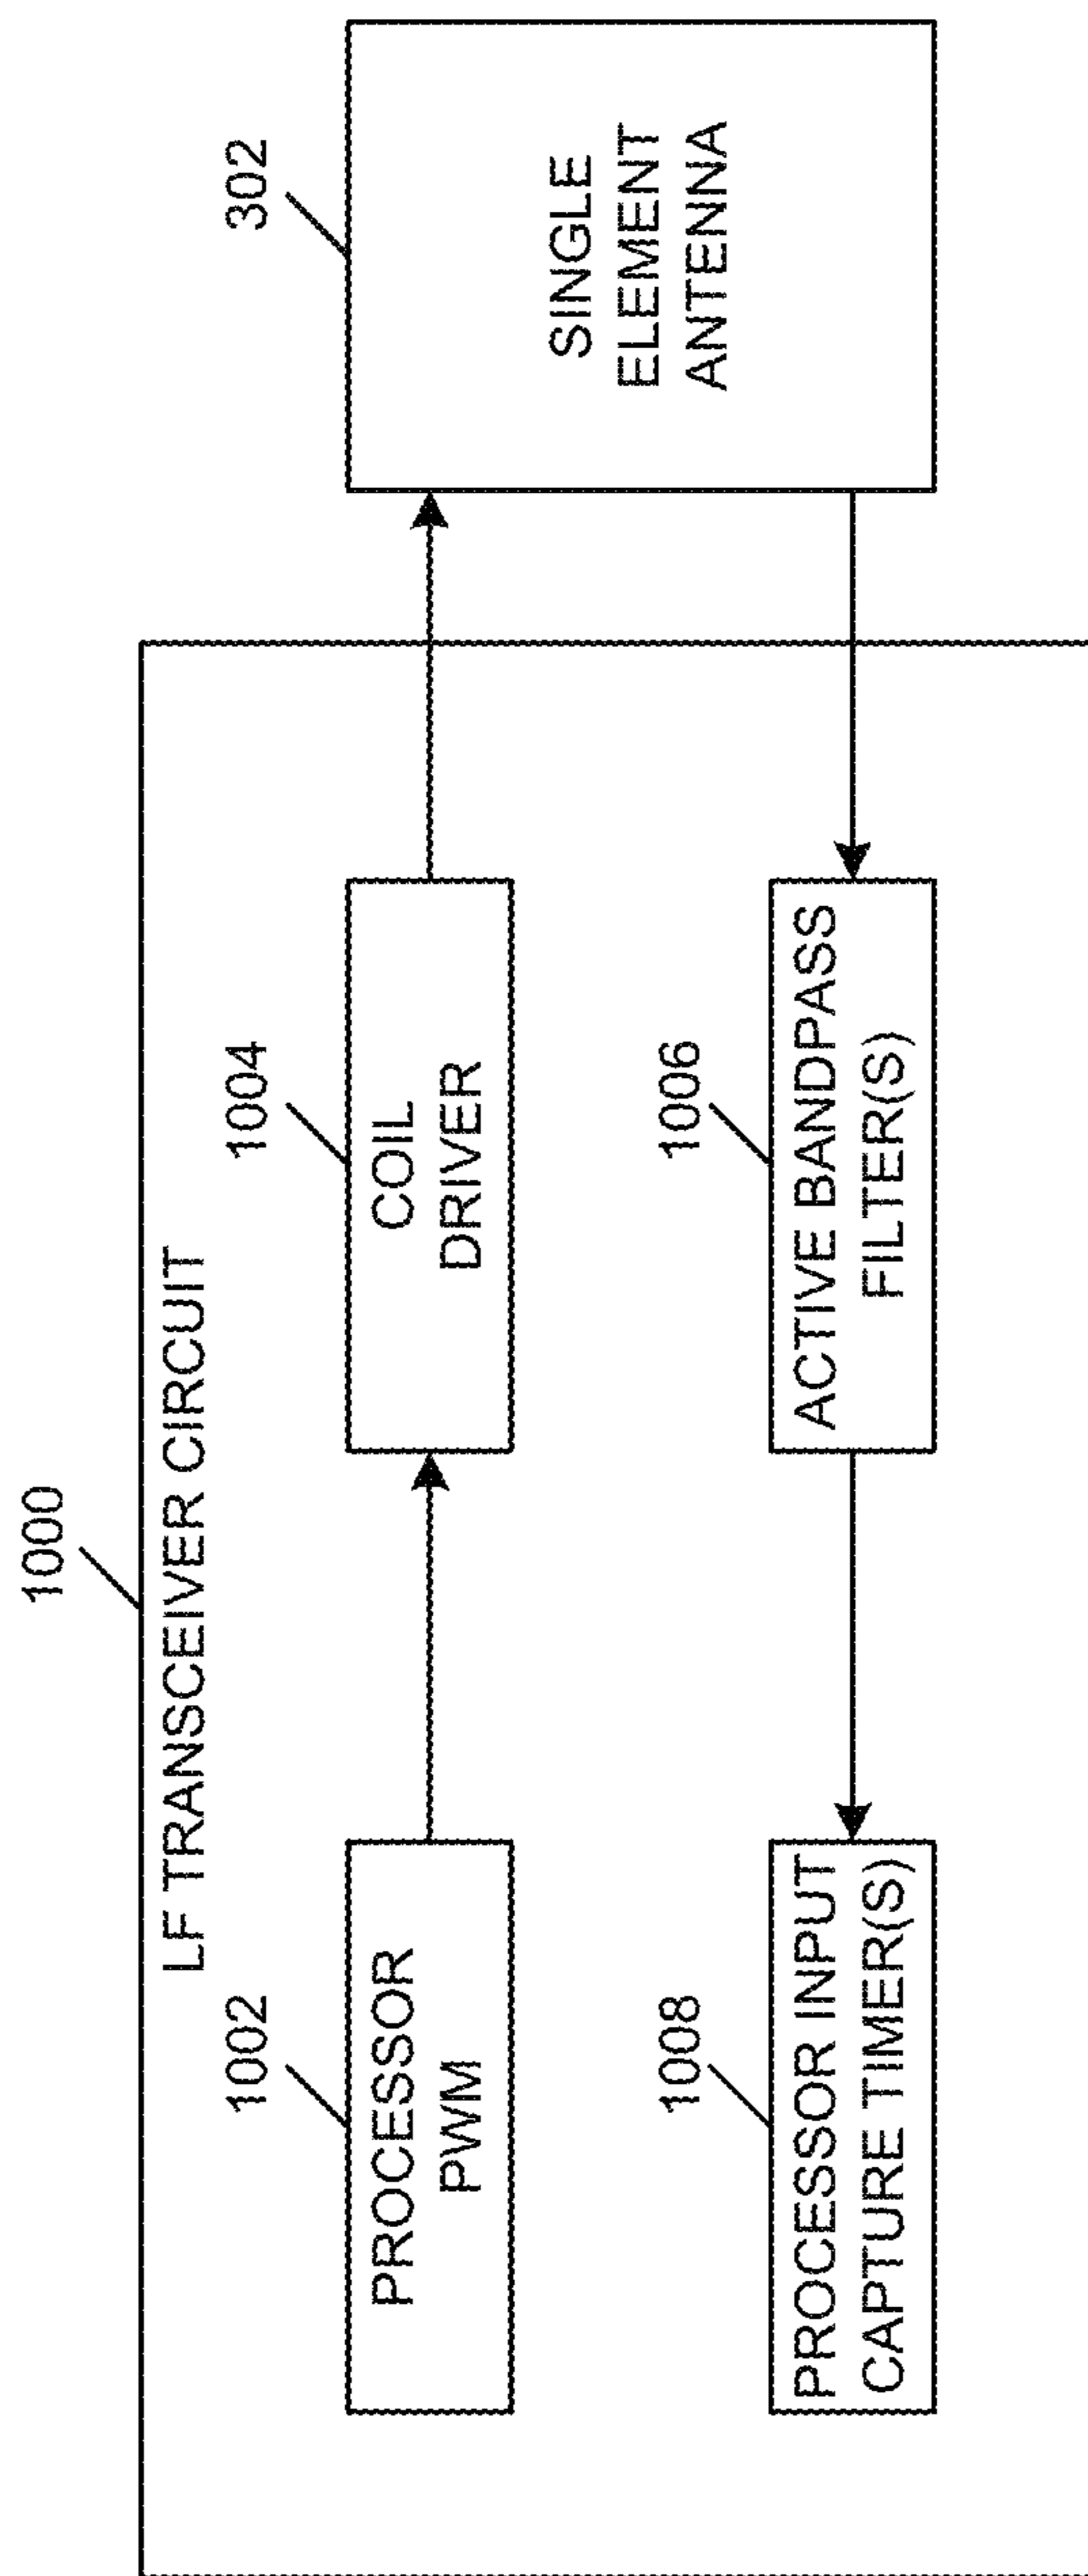 1000
LF TRANSCEIVER CIRCUIT
1002
PROCESSOR
PWM
1004
COIL
DRIVER
302
SINGLE
ELEMENT
ANTENNA
1008
PROCESSOR INPUT
CAPTURE TIMER(S)
1006
ACTIVE BANDPASS
FILTER(S)